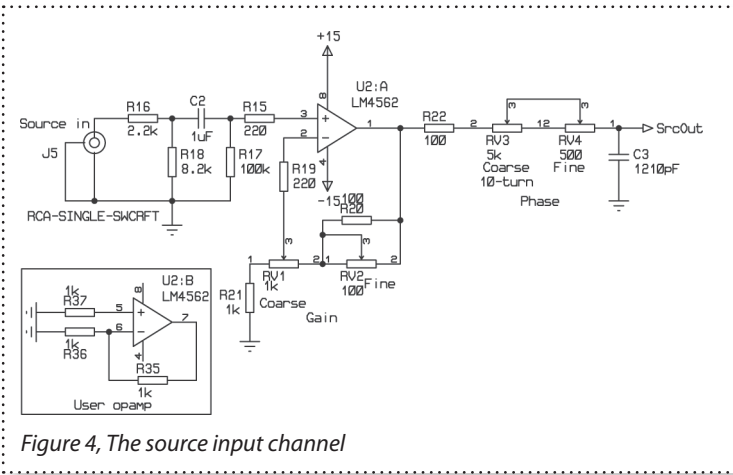 +15
U2:A
LM4562
8
R16
2.2k
C2
1uF
R15
220
3
+
2
−
1
4
R22
100
2
3
RV3
5k
Coarse
10-turn
12
3
RV4
500
Fine
1
SrcOut
Phase
C3
1210pF
Source in
J5
R18
8.2k
R17
100k
R19
220
-15
100
R20
RCA-SINGLE-SWCRFT
1
3
RV1
1k
2
1
3
RV2
100
2
Fine
R21
1k
Coarse
Gain
U2:B
LM4562
8
1k
R37
5
+
6
−
7
1k
R36
4
R35
1k
User opamp
Figure 4, The source input channel